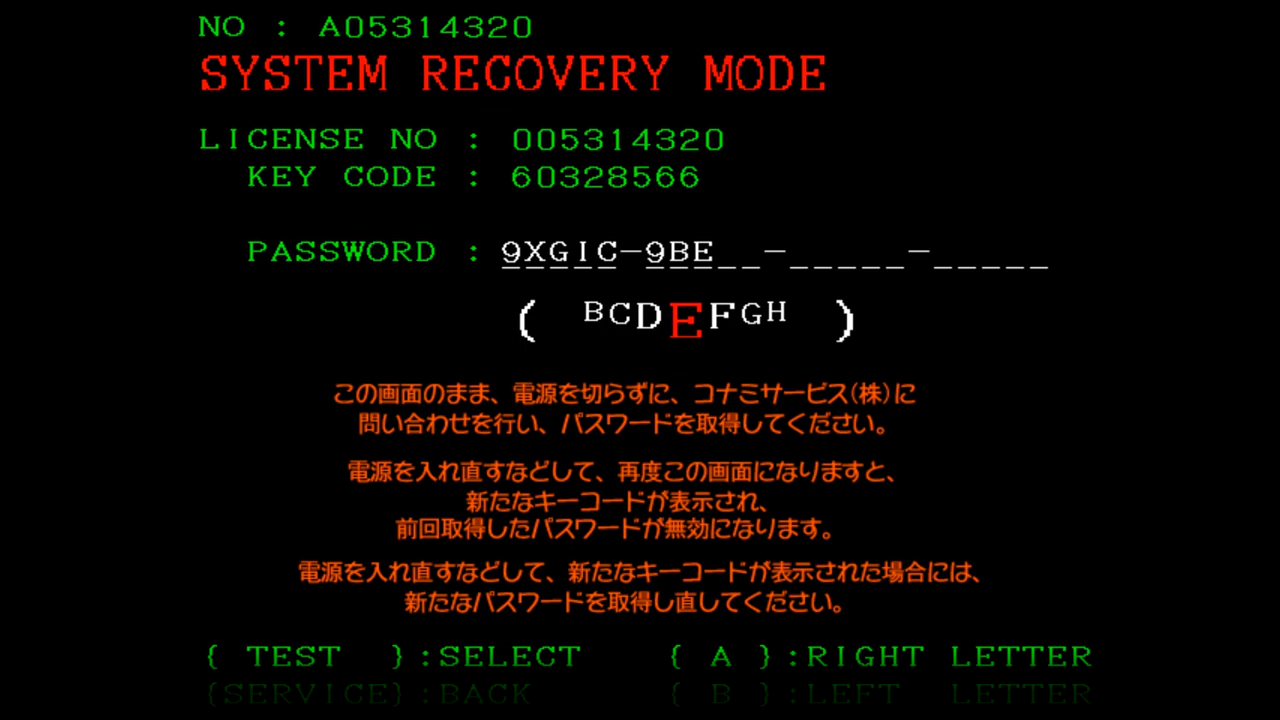 NO : A05314320
SYSTEM RECOVERY MODE
LICENSE NO : 005314320
KEY CODE : 60328566
PASSWORD : 9XGIC-9BE__-_____-_____
( BCDEFGH )
この画面のまま、電源を切らずに、コナミサービス(株)に
問い合わせを行い、パスワードを取得してください。
電源を入れ直すなどして、再度この画面になりますと、
新たなキーコードが表示され、
前回取得したパスワードが無効になります。
電源を入れ直すなどして、新たなキーコードが表示された場合には、
新たなパスワードを取得し直してください。
{ TEST } :SELECT { A } :RIGHT LETTER
{SERVICE} :BACK { B } :LEFT LETTER